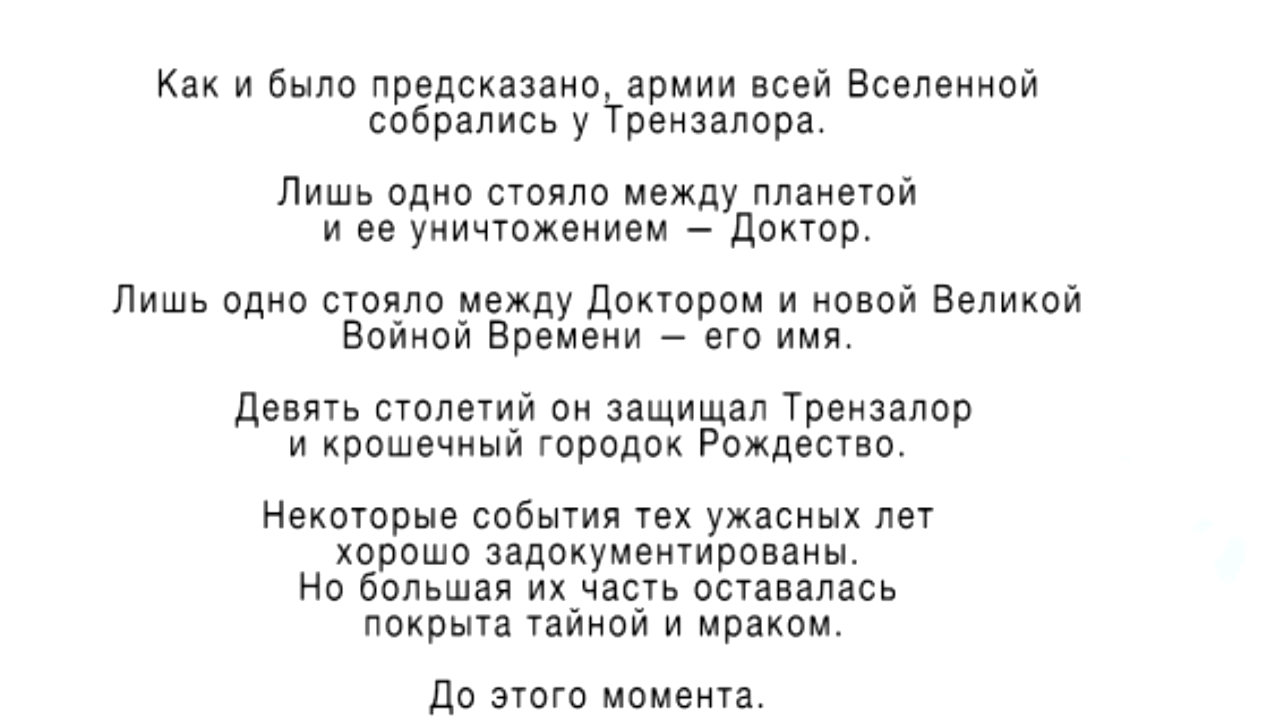 Как и было предсказано, армии всей Вселенной
собрались у Трензалора.
Лишь одно стояло между планетой
и ее уничтожением — Доктор.
Лишь одно стояло между Доктором и новой Великой
Войной Времени — его имя.
Девять столетий он защищал Трензалор
и крошечный городок Рождество.
Некоторые события тех ужасных лет
хорошо задокументированы.
Но большая их часть оставалась
покрыта тайной и мраком.
До этого момента.